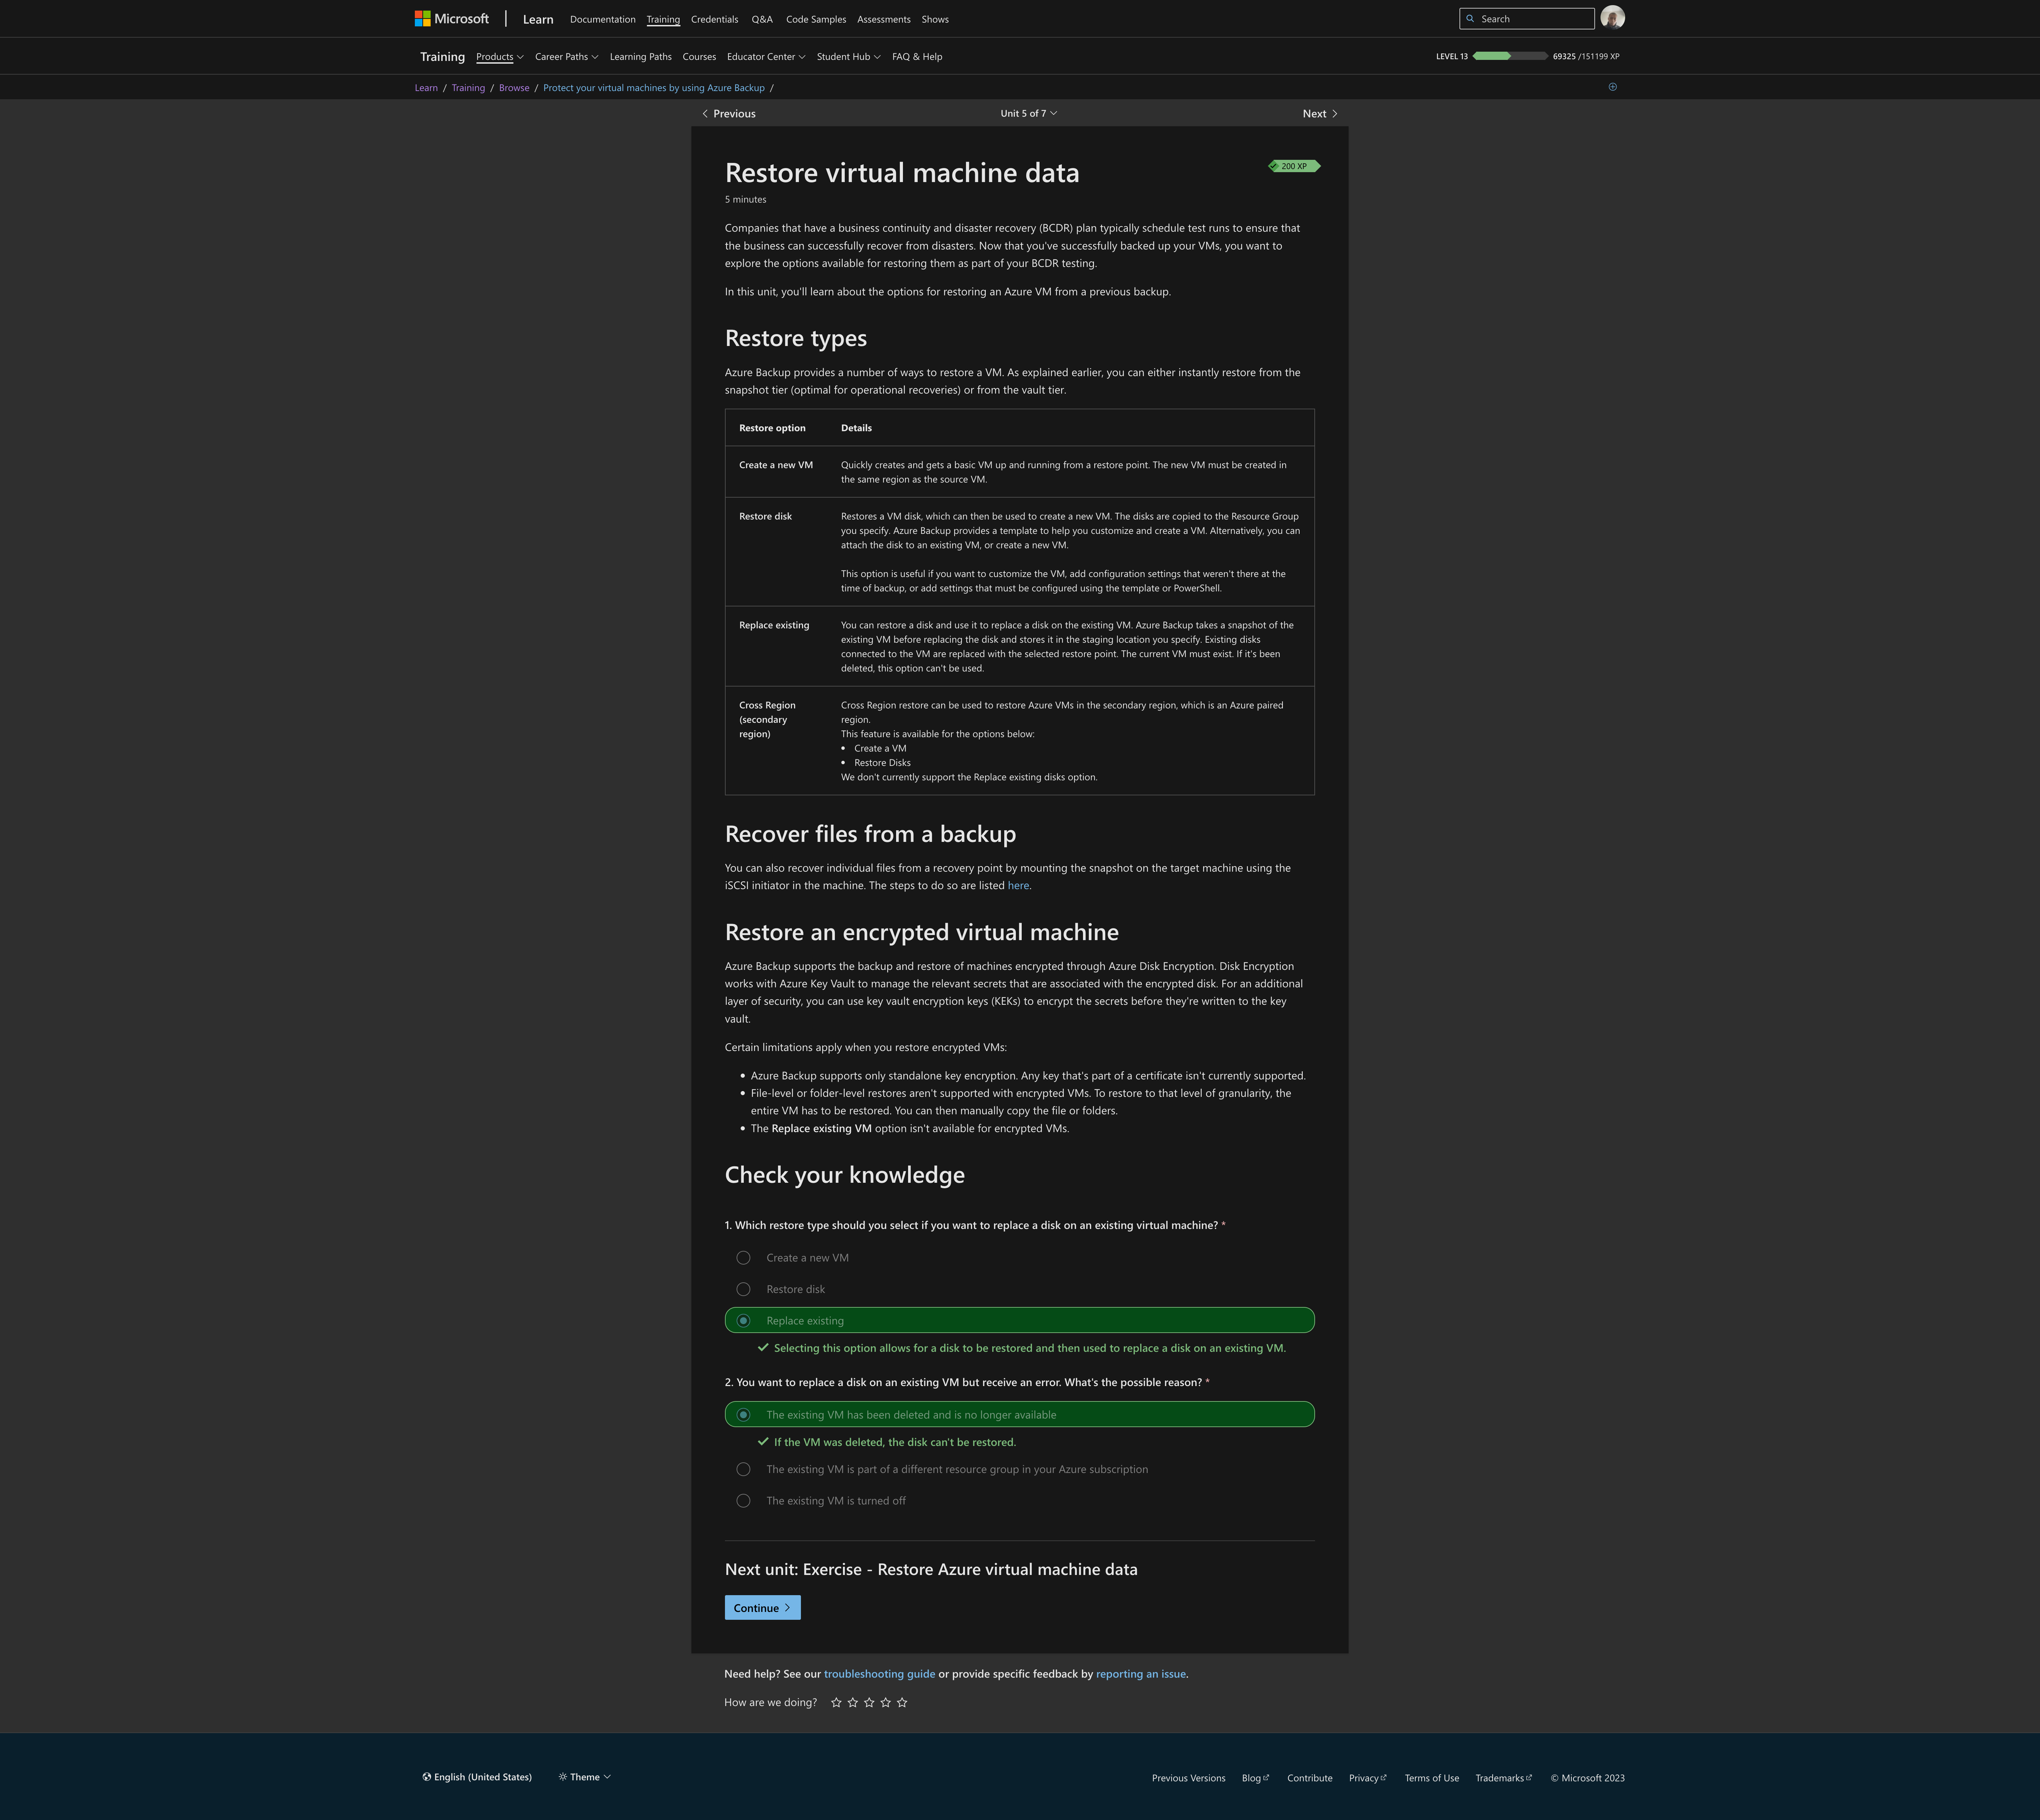 Microsoft
Learn
Documentation
Training
Credentials
Q&A
Code Samples
Assessments
Shows
Search
Training
Products
Career Paths
Learning Paths
Courses
Educator Center
Student Hub
FAQ & Help
LEVEL 13
69325 /151199 XP
Learn / Training / Browse / Protect your virtual machines by using Azure Backup /
Previous
Unit 5 of 7
Next
Restore virtual machine data
200 XP
5 minutes
Companies that have a business continuity and disaster recovery (BCDR) plan typically schedule test runs to ensure that
the business can successfully recover from disasters. Now that you've successfully backed up your VMs, you want to
explore the options available for restoring them as part of your BCDR testing.
In this unit, you'll learn about the options for restoring an Azure VM from a previous backup.
Restore types
Azure Backup provides a number of ways to restore a VM. As explained earlier, you can either instantly restore from the
snapshot tier (optimal for operational recoveries) or from the vault tier.
Restore option
Details
Create a new VM
Quickly creates and gets a basic VM up and running from a restore point. The new VM must be created in
the same region as the source VM.
Restore disk
Restores a VM disk, which can then be used to create a new VM. The disks are copied to the Resource Group
you specify. Azure Backup provides a template to help you customize and create a VM. Alternatively, you can
attach the disk to an existing VM, or create a new VM.
This option is useful if you want to customize the VM, add configuration settings that weren't there at the
time of backup, or add settings that must be configured using the template or PowerShell.
Replace existing
You can restore a disk and use it to replace a disk on the existing VM. Azure Backup takes a snapshot of the
existing VM before replacing the disk and stores it in the staging location you specify. Existing disks
connected to the VM are replaced with the selected restore point. The current VM must exist. If it's been
deleted, this option can't be used.
Cross Region
(secondary
region)
Cross Region restore can be used to restore Azure VMs in the secondary region, which is an Azure paired
region.
This feature is available for the options below:
• Create a VM
• Restore Disks
We don't currently support the Replace existing disks option.
Recover files from a backup
You can also recover individual files from a recovery point by mounting the snapshot on the target machine using the
iSCSI initiator in the machine. The steps to do so are listed here.
Restore an encrypted virtual machine
Azure Backup supports the backup and restore of machines encrypted through Azure Disk Encryption. Disk Encryption
works with Azure Key Vault to manage the relevant secrets that are associated with the encrypted disk. For an additional
layer of security, you can use key vault encryption keys (KEKs) to encrypt the secrets before they're written to the key
vault.
Certain limitations apply when you restore encrypted VMs:
• Azure Backup supports only standalone key encryption. Any key that's part of a certificate isn't currently supported.
• File-level or folder-level restores aren't supported with encrypted VMs. To restore to that level of granularity, the
entire VM has to be restored. You can then manually copy the file or folders.
• The Replace existing VM option isn't available for encrypted VMs.
Check your knowledge
1. Which restore type should you select if you want to replace a disk on an existing virtual machine? *
Create a new VM
Restore disk
Replace existing
Selecting this option allows for a disk to be restored and then used to replace a disk on an existing VM.
2. You want to replace a disk on an existing VM but receive an error. What's the possible reason? *
The existing VM has been deleted and is no longer available
If the VM was deleted, the disk can't be restored.
The existing VM is part of a different resource group in your Azure subscription
The existing VM is turned off
Next unit: Exercise - Restore Azure virtual machine data
Continue
Need help? See our troubleshooting guide or provide specific feedback by reporting an issue.
How are we doing?
English (United States)
Theme
Previous Versions
Blog
Contribute
Privacy
Terms of Use
Trademarks
© Microsoft 2023